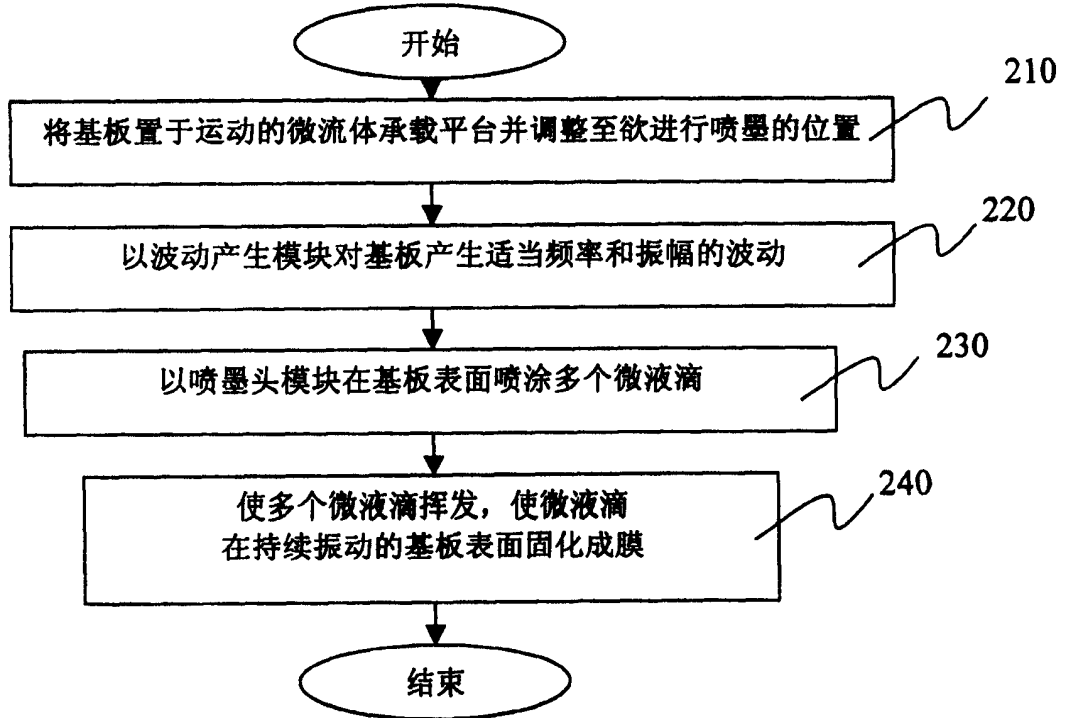 开始
210
将基板置于运动的微流体承载平台并调整至欲进行喷墨的位置
220
以波动产生模块对基板产生适当频率和振幅的波动
230
以喷墨头模块在基板表面喷涂多个微液滴
240
使多个微液滴挥发，使微液滴
在持续振动的基板表面固化成膜
结束